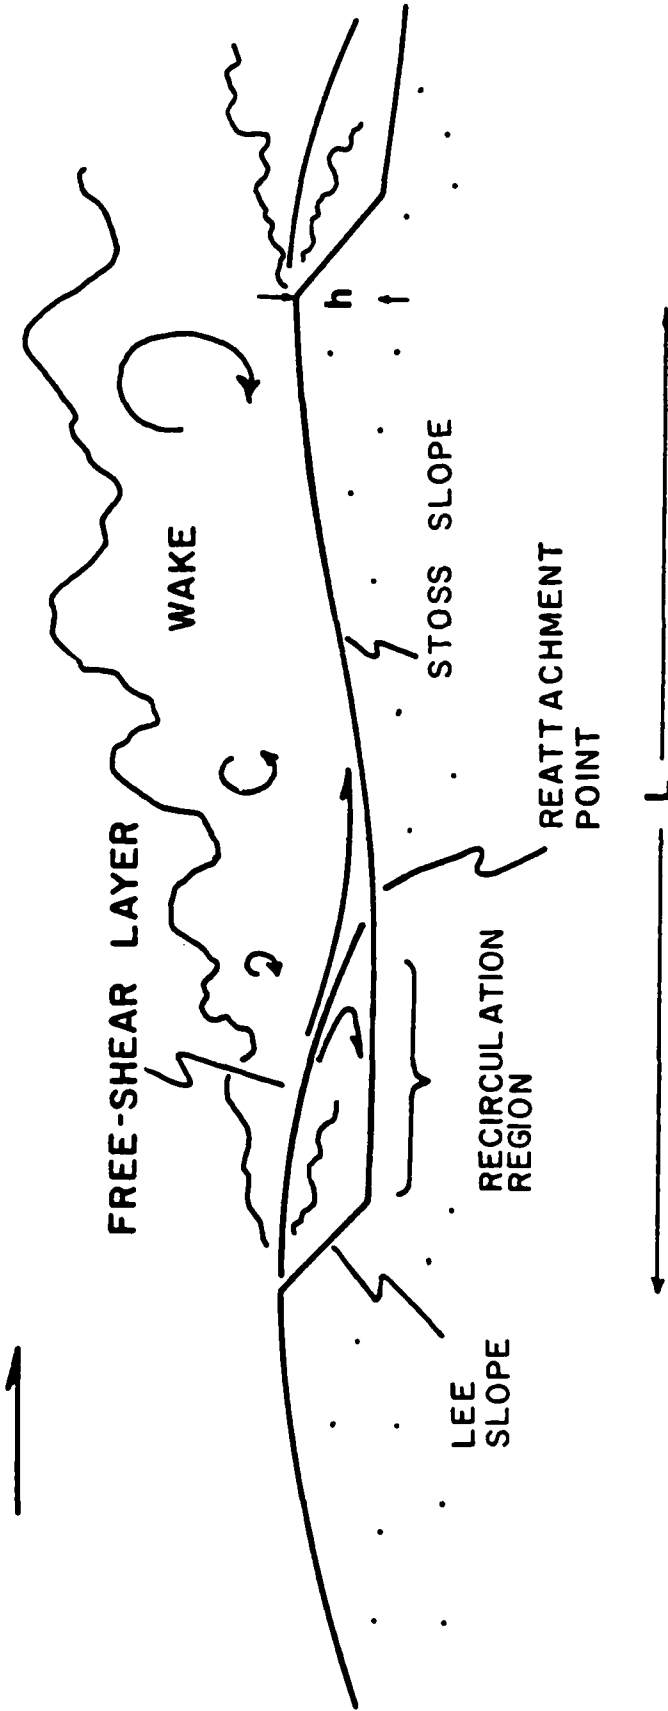 FREE-SHEAR LAYER
WAKE
h
STOSS SLOPE
REATTACHMENT
POINT
RECIRCULATION
REGION
LEE
SLOPE
L